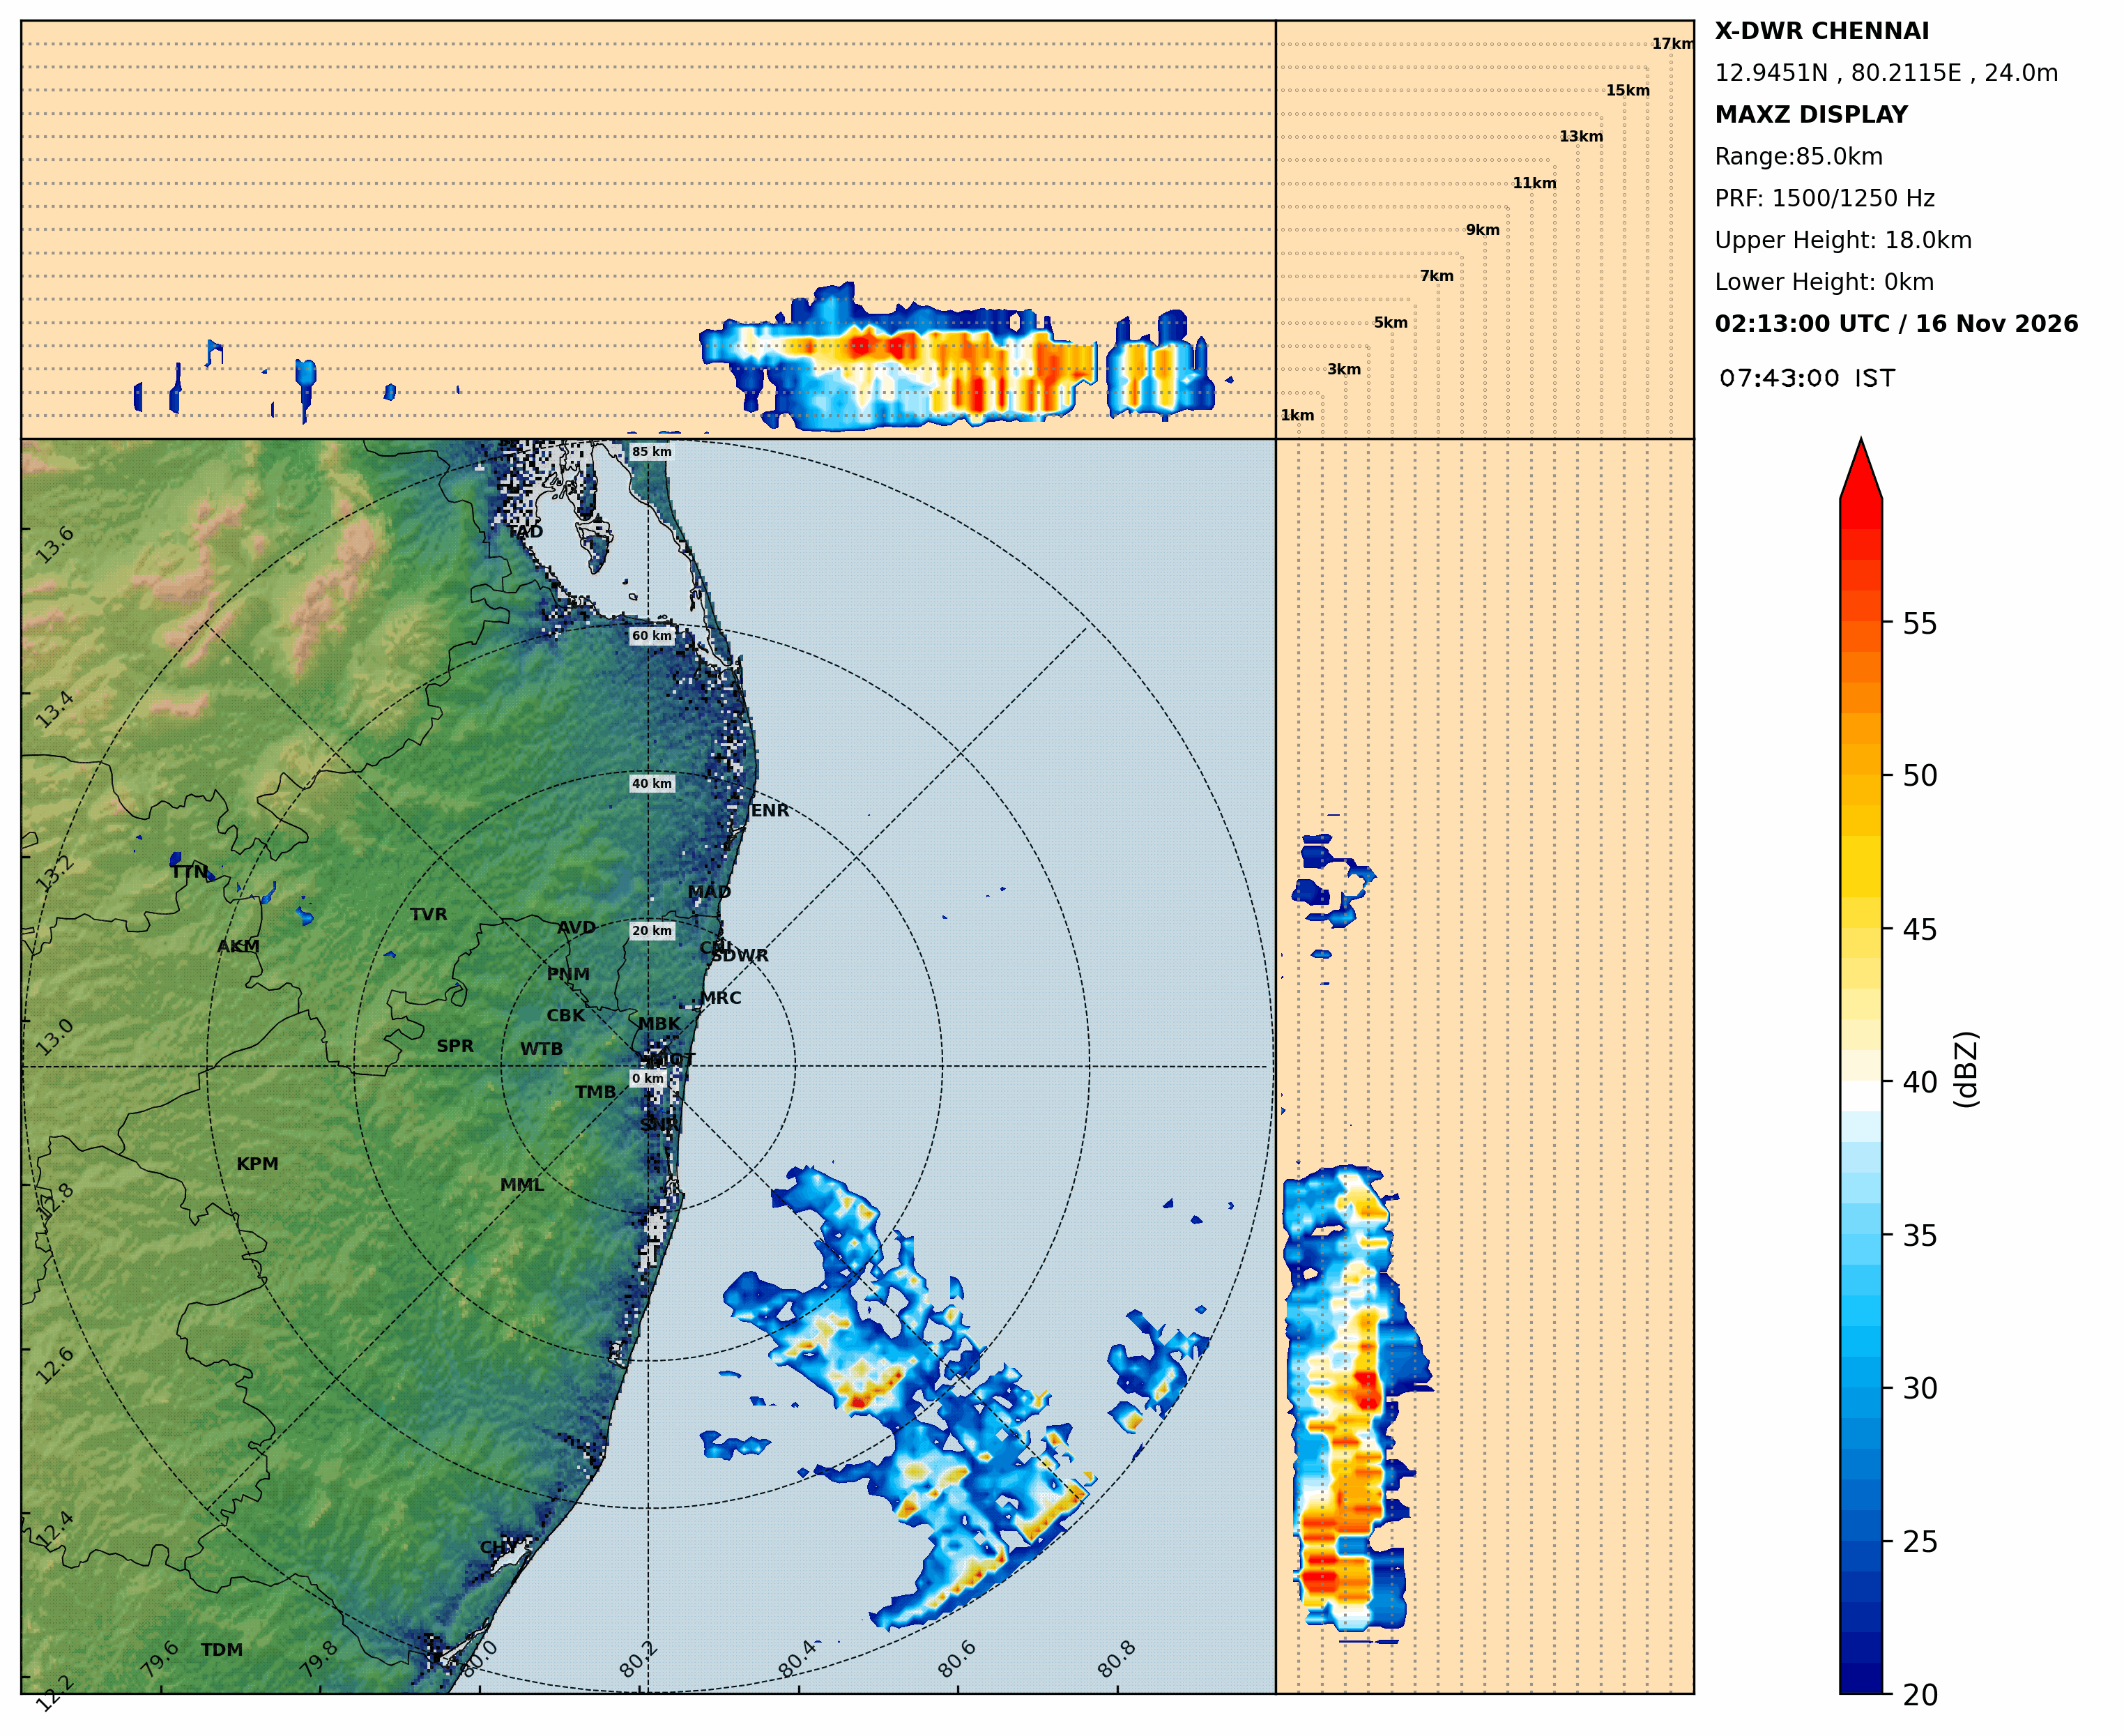 X-DWR CHENNAI
12.9451N , 80.2115E , 24.0m
MAXZ DISPLAY
Range:85.0km
PRF: 1500/1250 Hz
Upper Height: 18.0km
Lower Height: 0km
02:13:00 UTC / 16 Nov 2026
07:43:00 IST
17km
15km
13km
11km
9km
7km
5km
3km
1km
85 km
60 km
40 km
20 km
0 km
TAD
ENR
MAD
TTN
TVR
AVD
AKM
SDWR
PNM
MRC
CBK
MBK
SPR
WTB
TMB
SNR
KPM
MML
CHY
TDM
13.6
13.4
13.2
13.0
12.8
12.6
12.4
12.2
79.6
79.8
80.0
80.2
80.4
80.6
80.8
55
50
45
40
35
30
25
20
(dBZ)